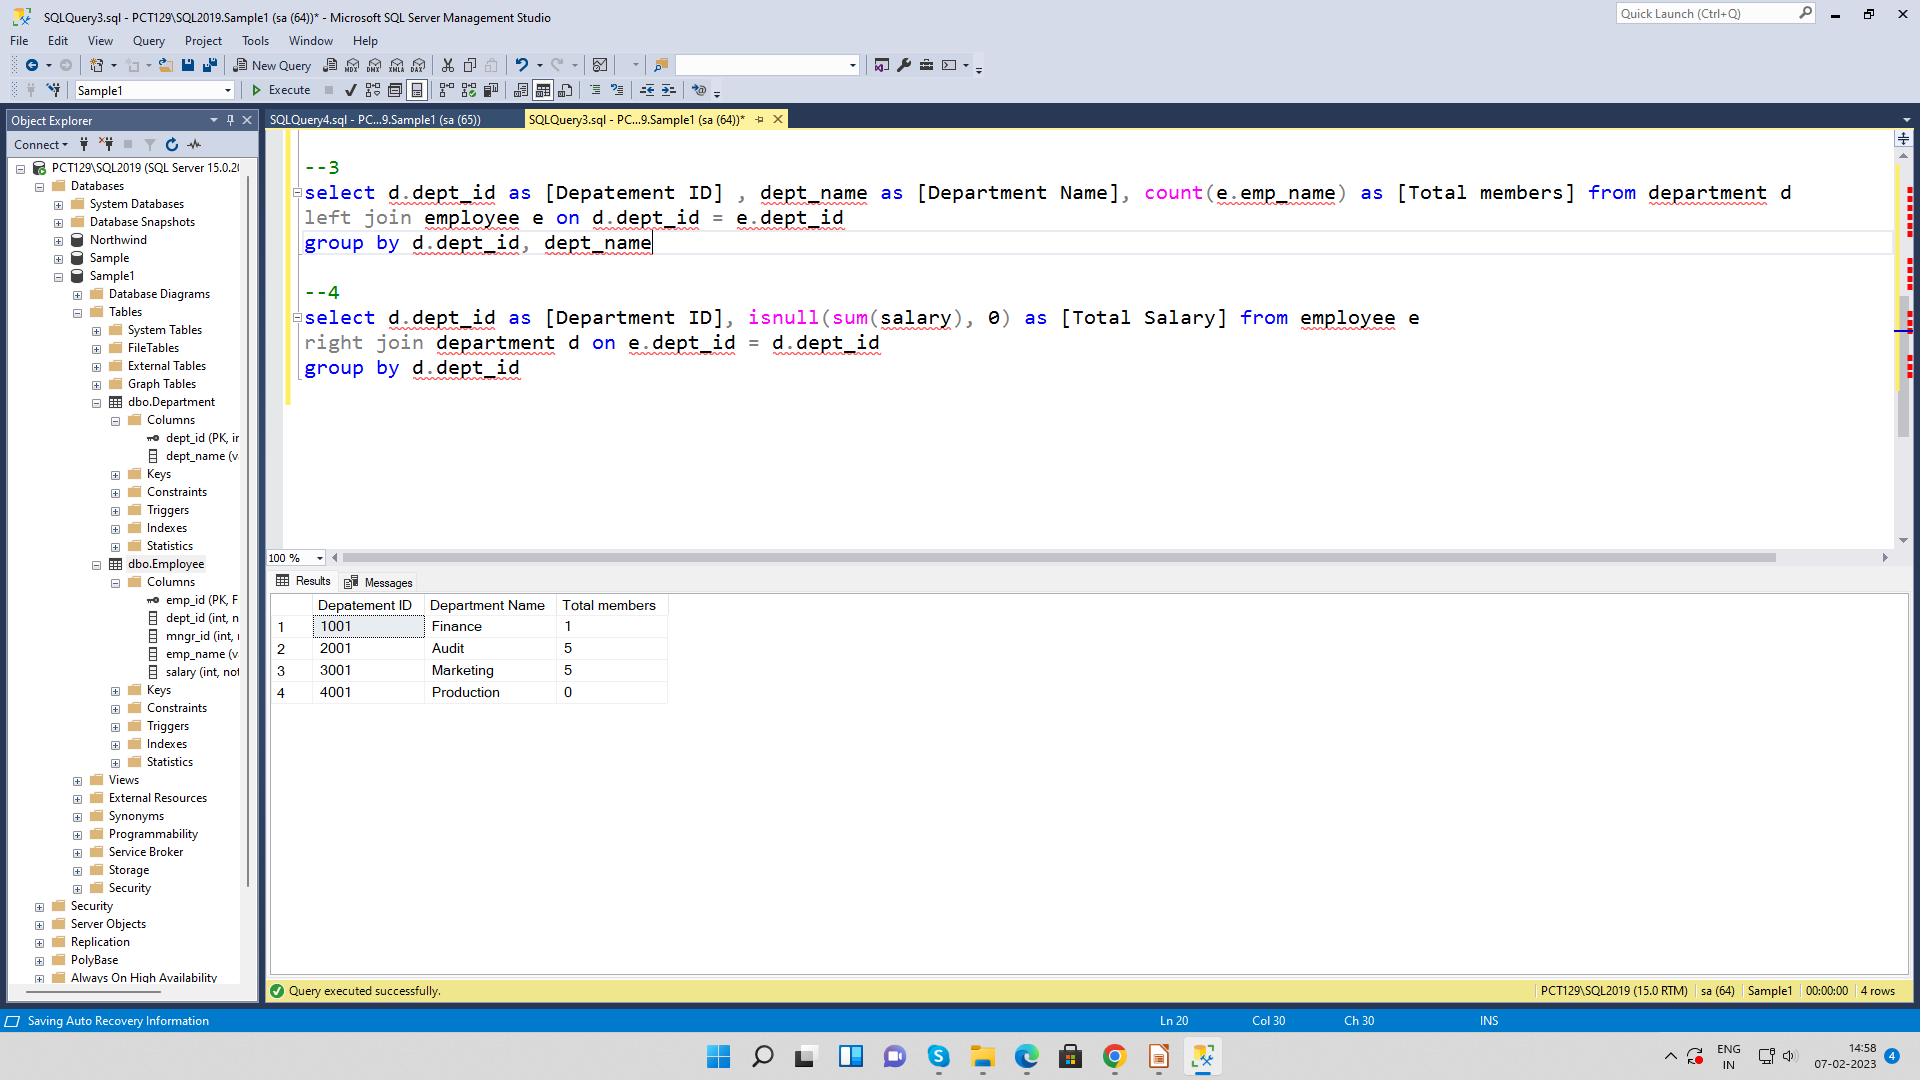 SQLQuery3.sql - PCT129\SQL2019.Sample1 (sa (64))* - Microsoft SQL Server Management Studio
Quick Launch (Ctrl+Q)
File Edit View Query Project Tools Window Help
New Query
Sample1
Execute
Object Explorer
SQLQuery4.sql - PC...9.Sample1 (sa (65))
SQLQuery3.sql - PC...9.Sample1 (sa (64))*
Connect
PCT129\SQL2019 (SQL Server 15.0.20
Databases
System Databases
Database Snapshots
Northwind
Sample
Sample1
Database Diagrams
Tables
System Tables
FileTables
External Tables
Graph Tables
dbo.Department
Columns
dept_id (PK, in
dept_name (va
Keys
Constraints
Triggers
Indexes
Statistics
dbo.Employee
Columns
emp_id (PK, F
dept_id (int, n
mngr_id (int, n
emp_name (va
salary (int, not
Keys
Constraints
Triggers
Indexes
Statistics
Views
External Resources
Synonyms
Programmability
Service Broker
Storage
Security
Security
Server Objects
Replication
PolyBase
Always On High Availability
--3
select d.dept_id as [Depatement ID] , dept_name as [Department Name], count(e.emp_name) as [Total members] from department d
left join employee e on d.dept_id = e.dept_id
group by d.dept_id, dept_name
--4
select d.dept_id as [Department ID], isnull(sum(salary), 0) as [Total Salary] from employee e
right join department d on e.dept_id = d.dept_id
group by d.dept_id
100 %
Results Messages
Depatement ID Department Name Total members
1 1001 Finance 1
2 2001 Audit 5
3 3001 Marketing 5
4 4001 Production 0
Query executed successfully.
PCT129\SQL2019 (15.0 RTM) sa (64) Sample1 00:00:00 4 rows
Saving Auto Recovery Information
Ln 20 Col 30 Ch 30 INS
ENG
IN
14:58
07-02-2023
4